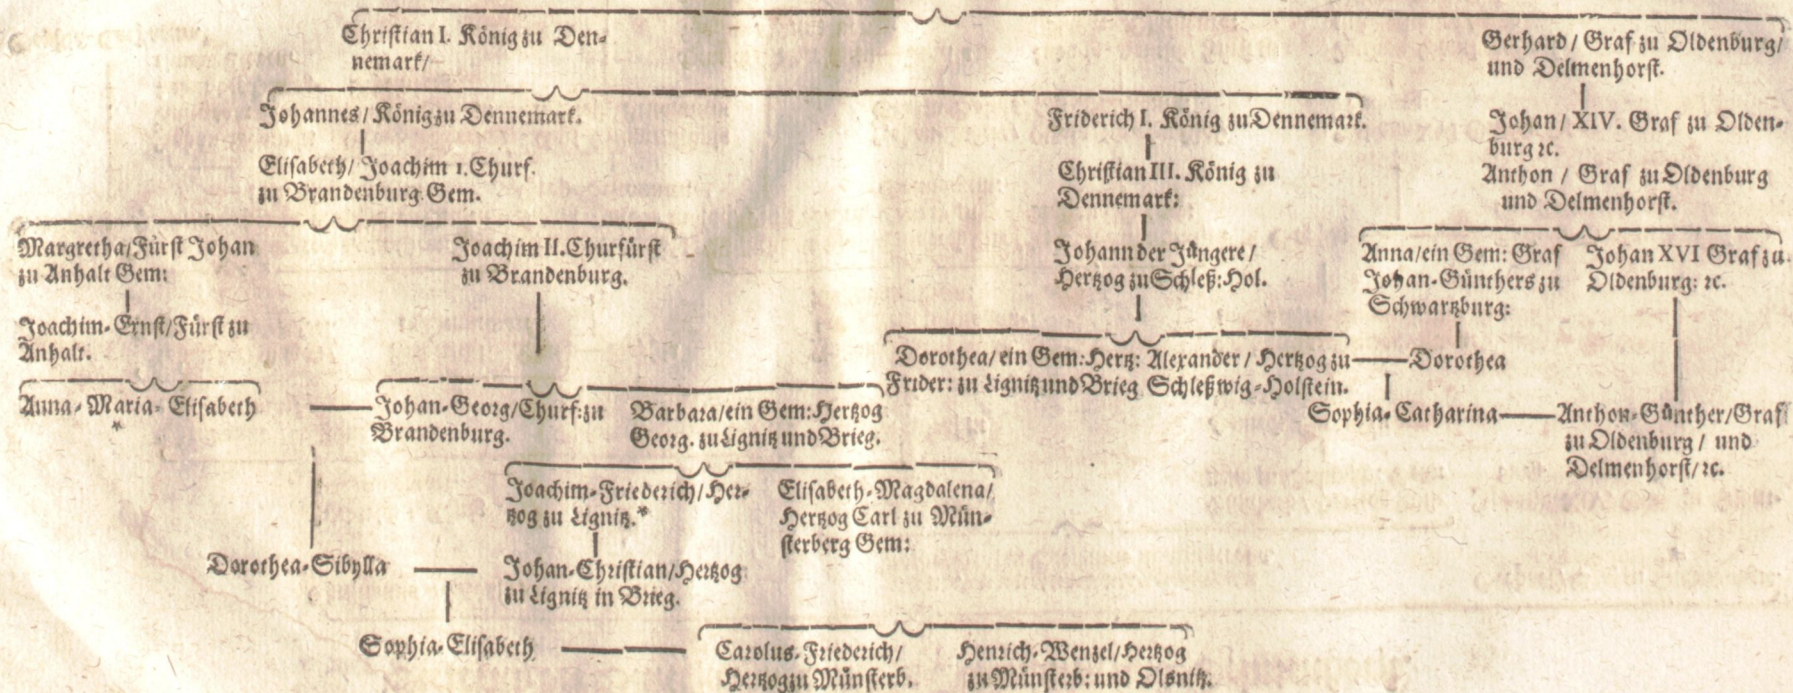 Christian I. König zu Den-
nemark/
Gerhard / Graf zu Oldenburg/
und Delmenhorst.
Johannes / König zu Dennemark.
Friderich I. König zu Dennemark.
Johan / XIV. Graf zu Olden-
burg ꝛc.
Elisabeth/ Joachim 1. Churf.
zu Brandenburg Gem.
Christian III. König zu
Dennemark:
Anthon / Graf zu Oldenburg
und Delmenhorst.
Margretha/Fürst Johan
zu Anhalt Gem:
Joachim II. Churfürst
zu Brandenburg.
Johann der Jüngere /
Hertzog zu Schleß: Hol.
Anna/ein Gem: Graf
Johan-Günthers zu
Schwartzburg:
Johan XVI Graf zu
Oldenburg: ꝛc.
Joachim-Ernst/Fürst zu
Anhalt.
Dorothea/ ein Gem: Hertz:
Frider: zu Lignitz und Brieg
Alexander / Hertzog zu
Schleßwig-Holstein.
Dorothea
Anna-Maria-Elisabeth
*
Johan-Georg/Churf: zu
Brandenburg.
Barbara/ein Gem: Hertzog
Georg. zu Lignitz und Brieg.
Sophia-Catharina
Anthon-Günther/Graf
zu Oldenburg / und
Delmenhorst/ ꝛc.
Joachim-Friederich/Her-
tzog zu Lignitz.*
Elisabeth-Magdalena/
Hertzog Carl zu Mün-
sterberg Gem:
Dorothea-Sibylla
Johan-Christian/Hertzog
zu Lignitz in Brieg.
Sophia-Elisabeth
Carolus-Friederich/
Hertzog zu Münsterb.
Henrich-Wenzel/Hertzog
zu Münsterb: und Olsnitz.